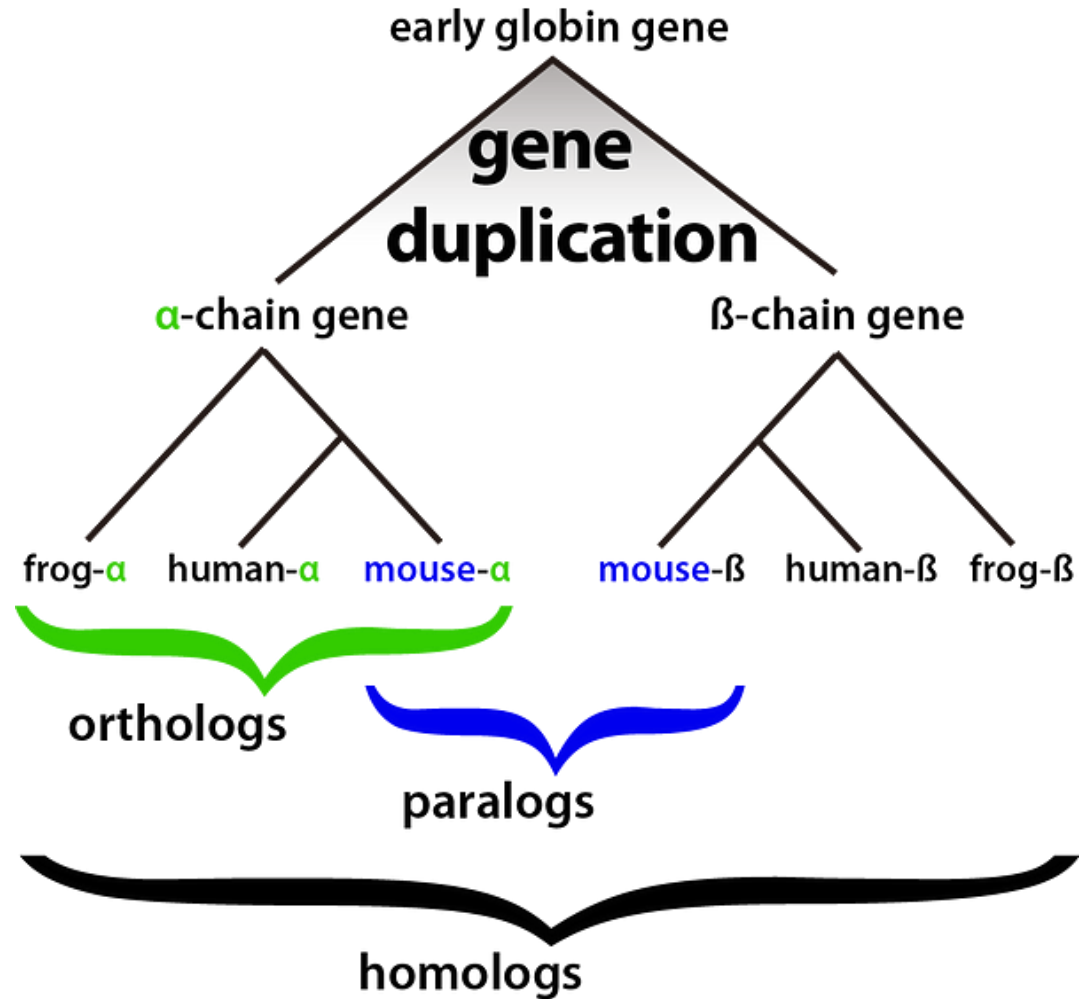 early globin gene
gene
duplication
α-chain gene
ß-chain gene
frog-α
human-α
mouse-α
mouse-ß
human-ß
frog-ß
orthologs
paralogs
homologs